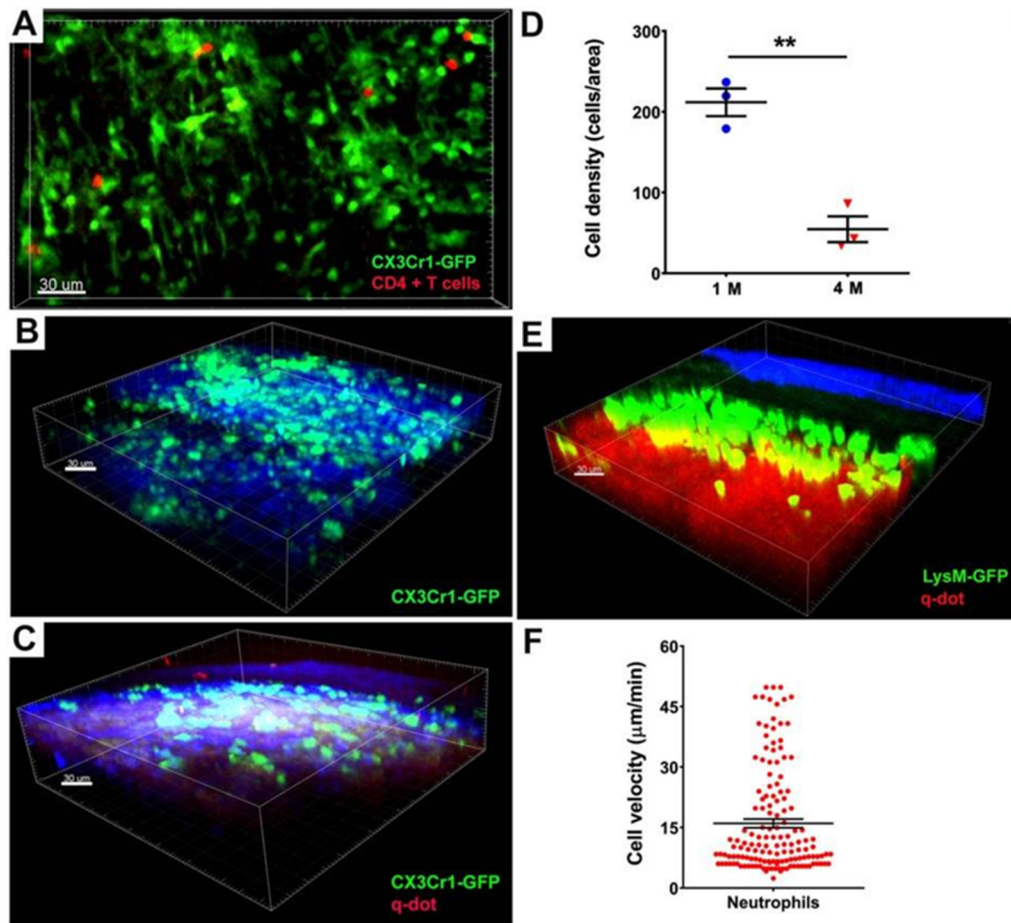 A
30 um
CX3Cr1-GFP
CD4 + T cells
B
30 um
CX3Cr1-GFP
C
30 um
CX3Cr1-GFP
q-dot
D
300
200
100
0
Cell density (cells/area)
**
1 M
4 M
E
LysM-GFP
q-dot
F
60
45
30
15
0
Cell velocity (μm/min)
Neutrophils